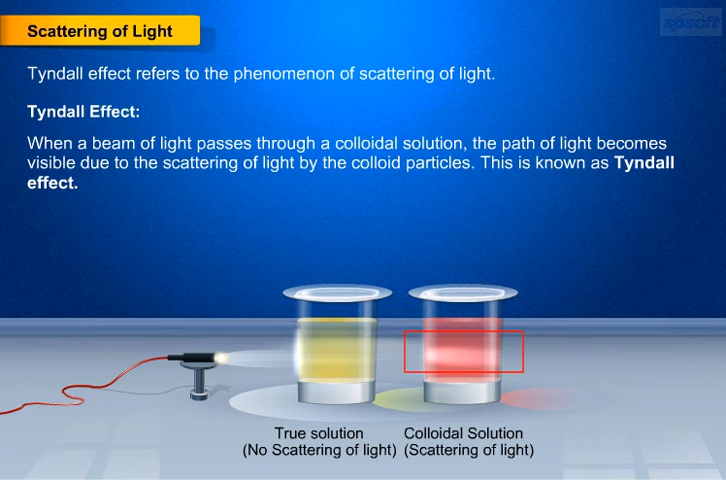 spsoft
Scattering of Light
Tyndall effect refers to the phenomenon of scattering of light.
Tyndall Effect:
When a beam of light passes through a colloidal solution, the path of light becomes
visible due to the scattering of light by the colloid particles. This is known as Tyndall
effect.
True solution
(No Scattering of light)
Colloidal Solution
(Scattering of light)